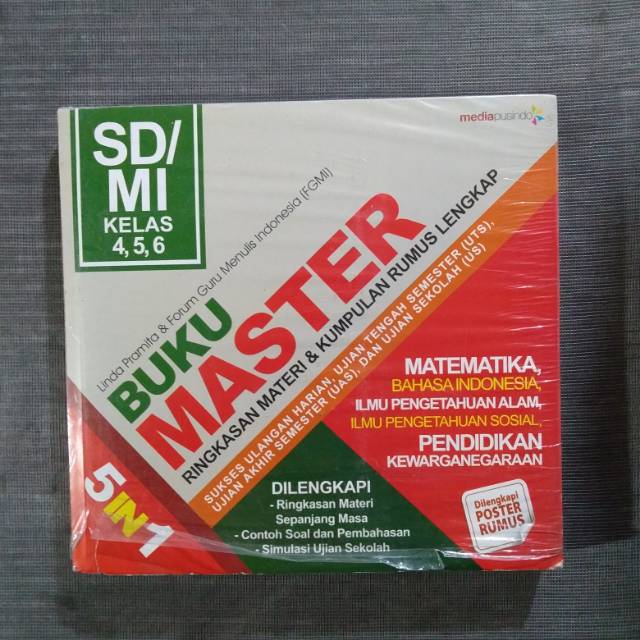 mediapusindo
SD/
MI
KELAS
4, 5, 6
Linda Pramita & Forum Guru Menulis Indonesia (FGMI)
BUKU
MASTER
RINGKASAN MATERI & KUMPULAN RUMUS LENGKAP
SUKSES ULANGAN HARIAN, UJIAN TENGAH SEMESTER (UTS),
UJIAN AKHIR SEMESTER (UAS), DAN UJIAN SEKOLAH (US)
MATEMATIKA,
BAHASA INDONESIA,
ILMU PENGETAHUAN ALAM,
ILMU PENGETAHUAN SOSIAL,
PENDIDIKAN
KEWARGANEGARAAN
5 IN 1
DILENGKAPI
- Ringkasan Materi
Sepanjang Masa
- Contoh Soal dan Pembahasan
- Simulasi Ujian Sekolah
Dilengkapi
POSTER
RUMUS